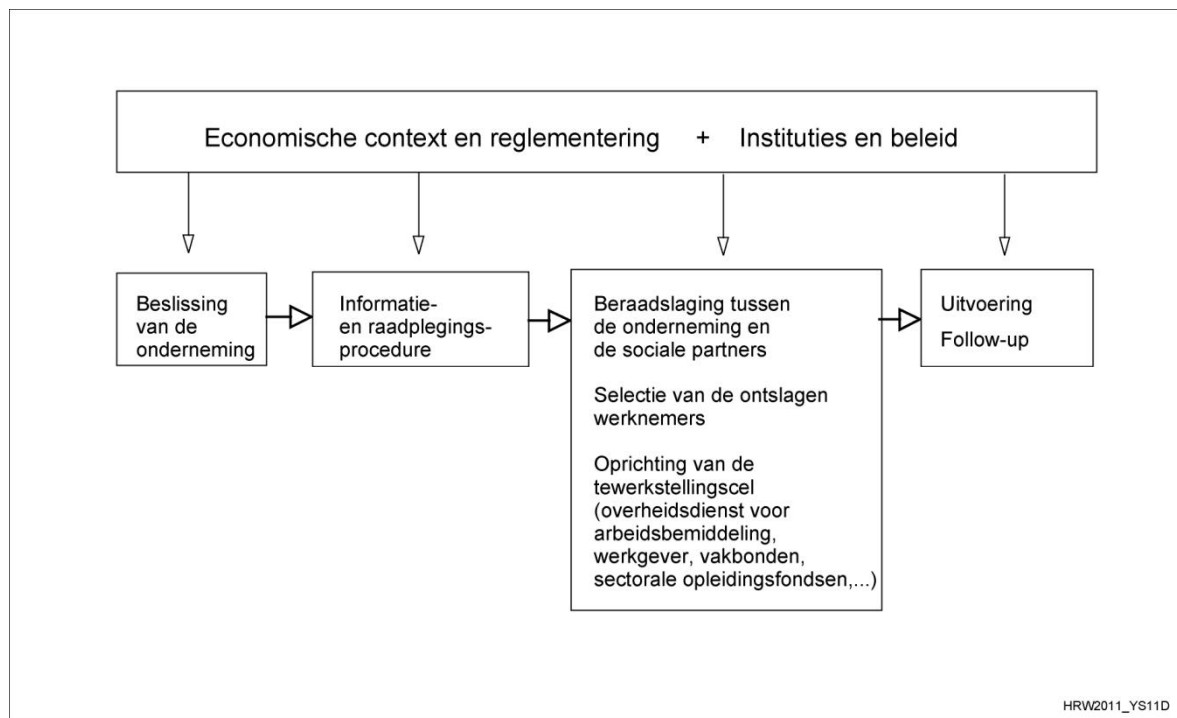 Economische context en reglementering + Instituties en beleid
Beslissing
van de
onderneming
Informatie-
en raadplegings-
procedure
Beraadslaging tussen
de onderneming en
de sociale partners
Selectie van de ontslagen
werknemers
Oprichting van de
tewerkstellingscel
(overheidsdienst voor
arbeidsbemiddeling,
werkgever, vakbonden,
sectorale opleidingsfondsen,...)
Uitvoering
Follow-up
HRW2011_YS11D